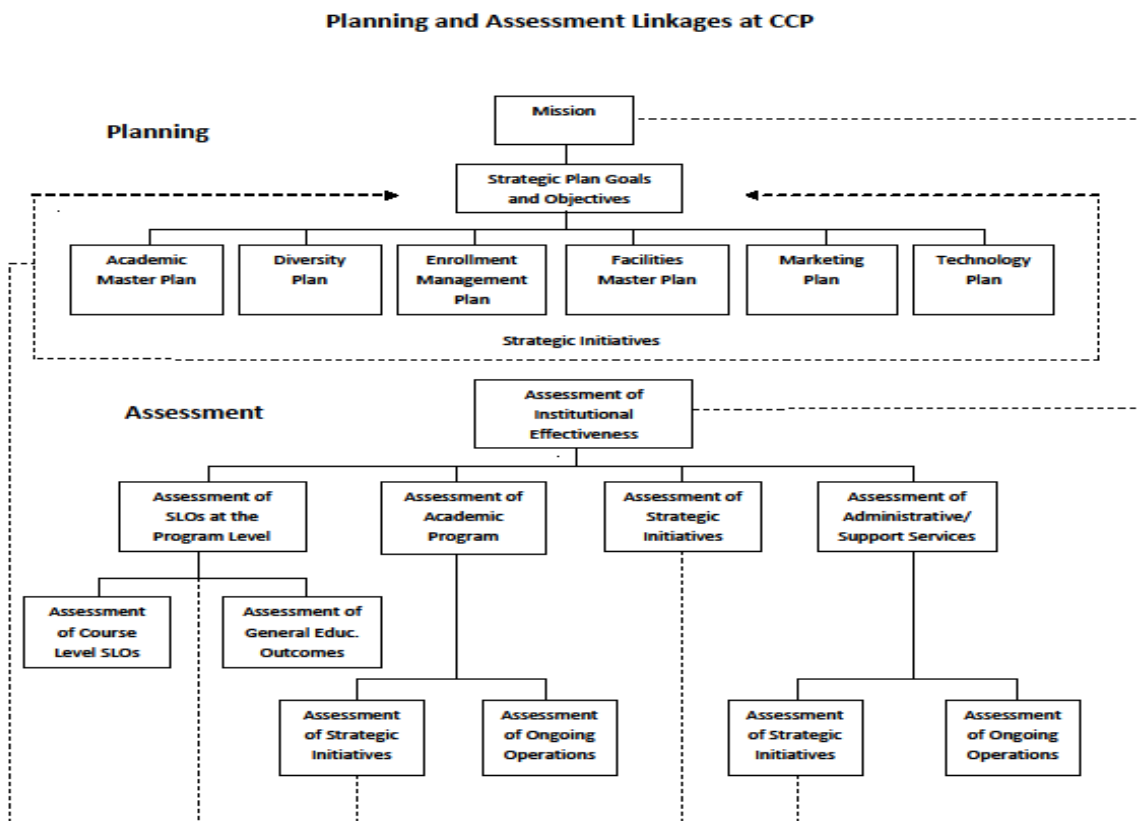 Planning and Assessment Linkages at CCP
Mission
Planning
Strategic Plan Goals
and Objectives
Academic
Master Plan
Diversity
Plan
Enrollment
Management
Plan
Facilities
Master Plan
Marketing
Plan
Technology
Plan
Strategic Initiatives
Assessment
Assessment of
Institutional
Effectiveness
Assessment of
SLOs at the
Program Level
Assessment of
Academic
Program
Assessment of
Strategic
Initiatives
Assessment of
Administrative/
Support Services
Assessment
of Course
Level SLOs
Assessment of
General Educ.
Outcomes
Assessment
of Strategic
Initiatives
Assessment
of Ongoing
Operations
Assessment
of Strategic
Initiatives
Assessment
of Ongoing
Operations